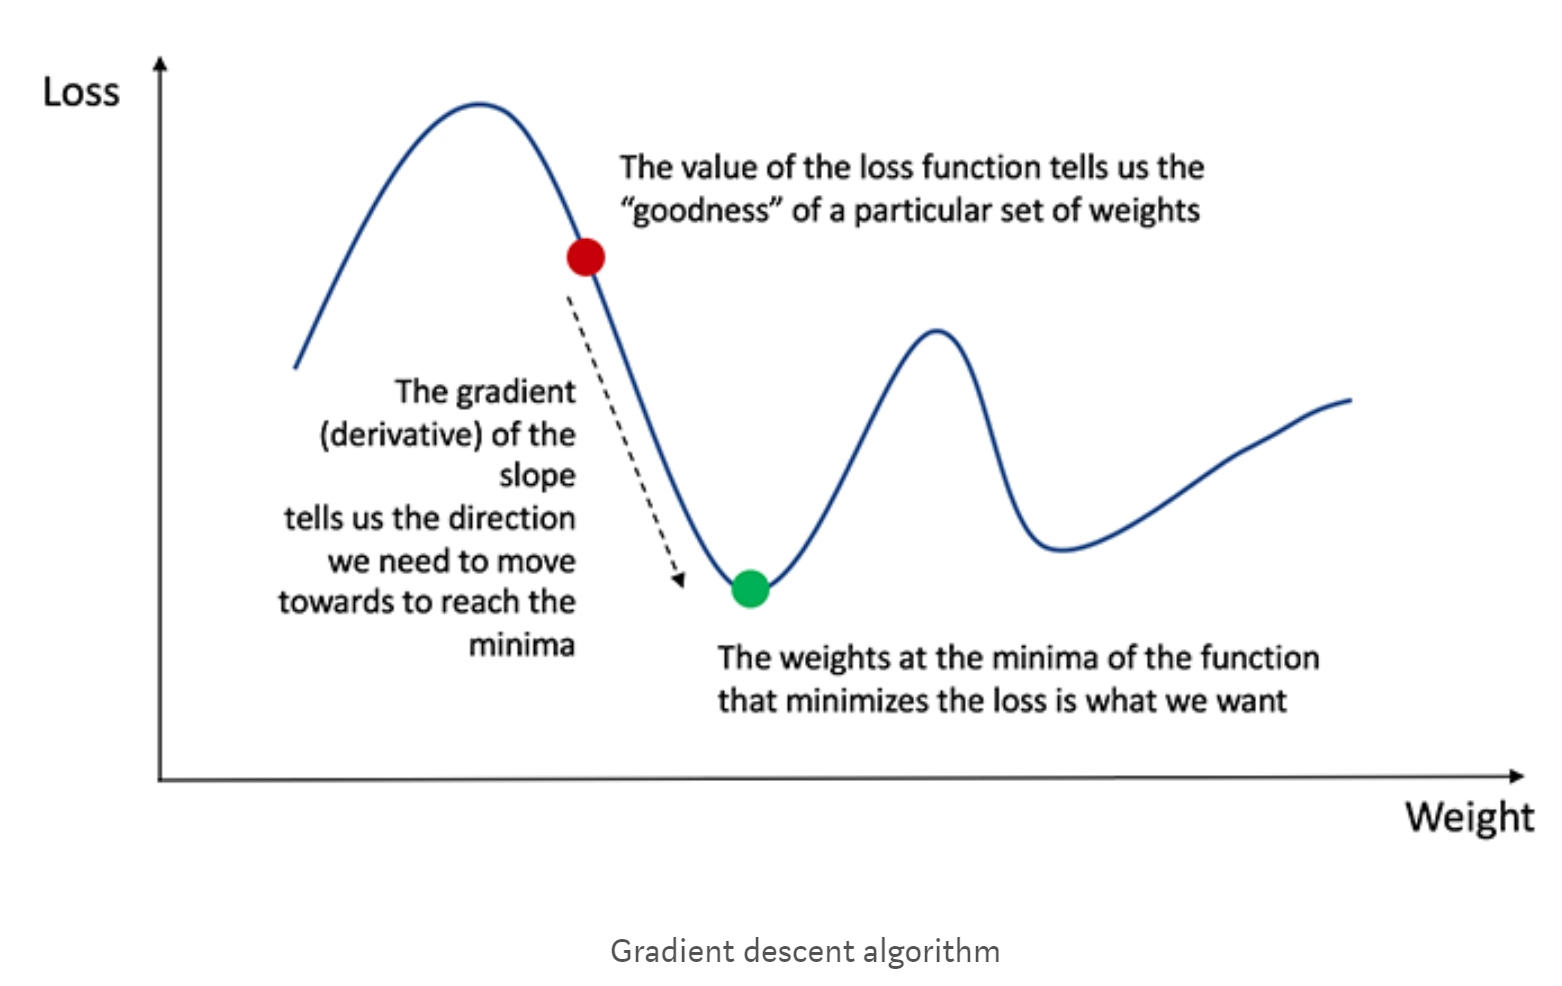 Loss
The value of the loss function tells us the
“goodness” of a particular set of weights
The gradient
(derivative) of the
slope
tells us the direction
we need to move
towards to reach the
minima
The weights at the minima of the function
that minimizes the loss is what we want
Weight
Gradient descent algorithm